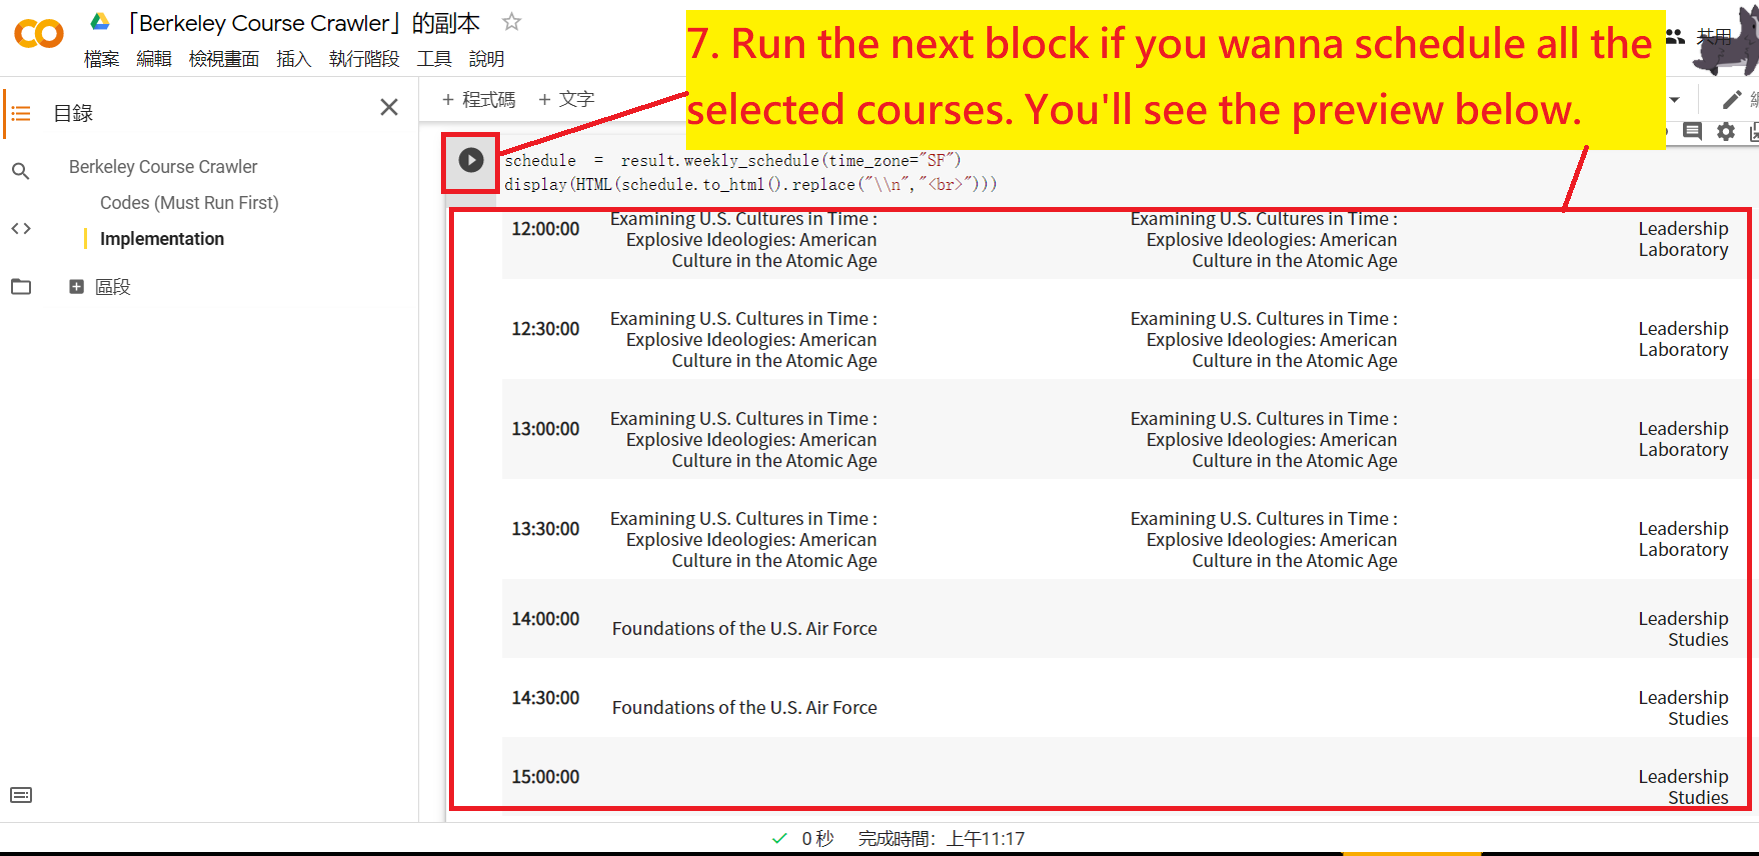 「Berkeley Course Crawler」的副本
檔案 編輯 檢視畫面 插入 執行階段 工具 說明
共用
7. Run the next block if you wanna schedule all the
selected courses. You'll see the preview below.
目錄
+ 程式碼 + 文字
Berkeley Course Crawler
Codes (Must Run First)
Implementation
區段
schedule = result.weekly_schedule(time_zone="SF")
display(HTML(schedule.to_html().replace("\\n","<br>")))
12:00:00 Examining U.S. Cultures in Time : Examining U.S. Cultures in Time : Leadership
Explosive Ideologies: American Explosive Ideologies: American Laboratory
Culture in the Atomic Age Culture in the Atomic Age
12:30:00 Examining U.S. Cultures in Time : Examining U.S. Cultures in Time : Leadership
Explosive Ideologies: American Explosive Ideologies: American Laboratory
Culture in the Atomic Age Culture in the Atomic Age
13:00:00 Examining U.S. Cultures in Time : Examining U.S. Cultures in Time : Leadership
Explosive Ideologies: American Explosive Ideologies: American Laboratory
Culture in the Atomic Age Culture in the Atomic Age
13:30:00 Examining U.S. Cultures in Time : Examining U.S. Cultures in Time : Leadership
Explosive Ideologies: American Explosive Ideologies: American Laboratory
Culture in the Atomic Age Culture in the Atomic Age
14:00:00 Foundations of the U.S. Air Force Leadership
Studies
14:30:00 Foundations of the U.S. Air Force Leadership
Studies
15:00:00 Leadership
Studies
✓ 0 秒 完成時間：上午11:17